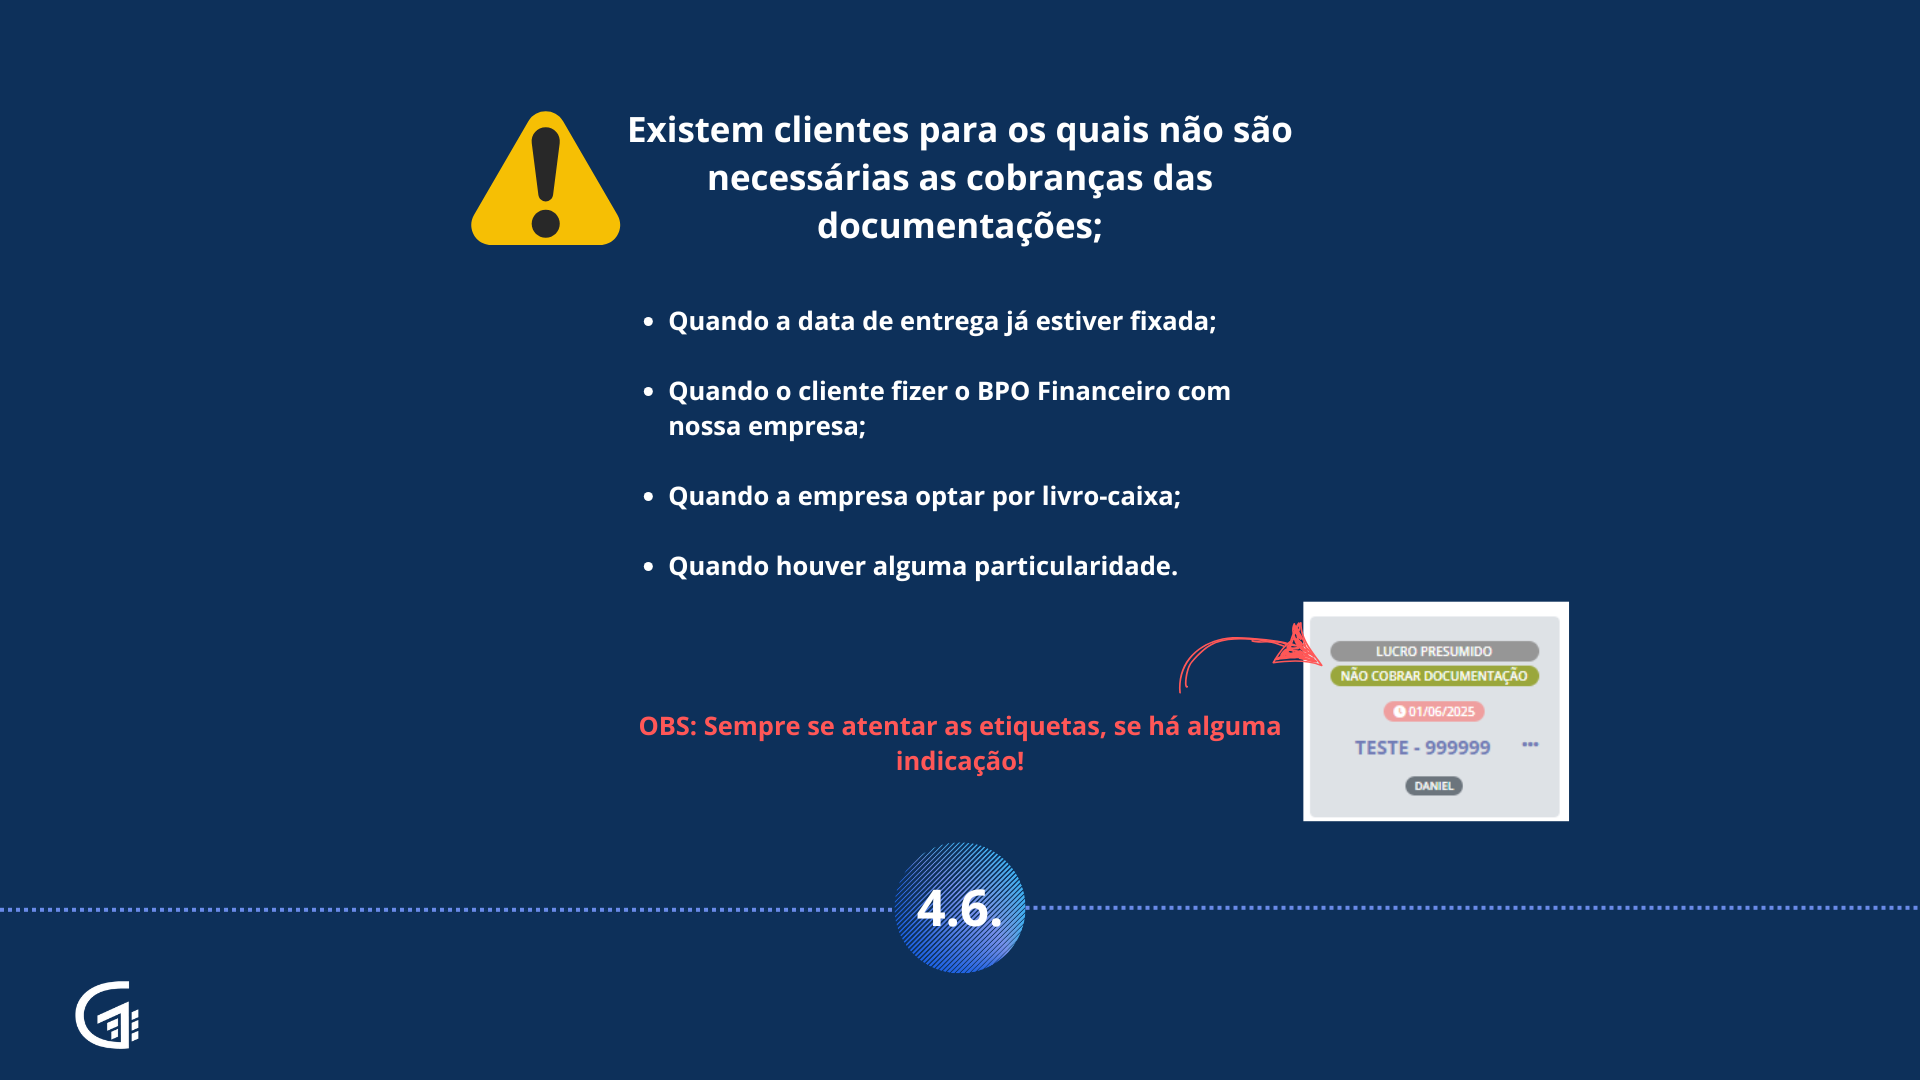 Existem clientes para os quais não são
necessárias as cobranças das
documentações;
• Quando a data de entrega já estiver fixada;
• Quando o cliente fizer o BPO Financeiro com
nossa empresa;
• Quando a empresa optar por livro-caixa;
• Quando houver alguma particularidade.
LUCRO PRESUMIDO
NÃO COBRAR DOCUMENTAÇÃO
01/06/2025
TESTE - 999999 •••
DANIEL
OBS: Sempre se atentar as etiquetas, se há alguma
indicação!
4.6.